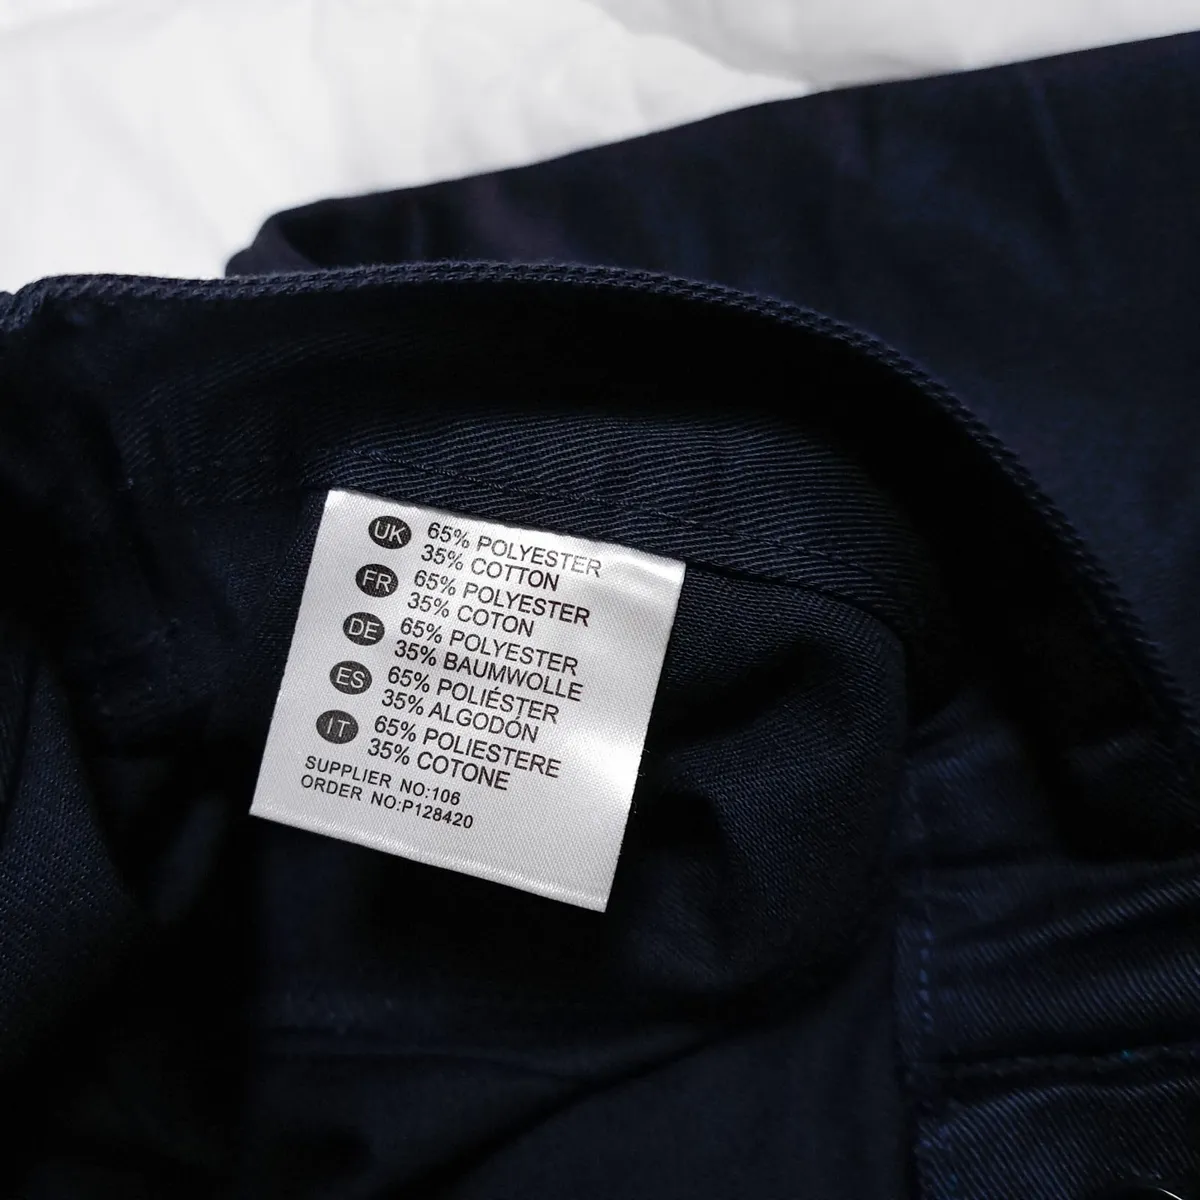 UK 65% POLYESTER
35% COTTON
FR 65% POLYESTER
35% COTON
DE 65% POLYESTER
35% BAUMWOLLE
ES 65% POLIÉSTER
35% ALGODÓN
IT 65% POLIESTERE
35% COTONE
SUPPLIER NO:106
ORDER NO:P128420